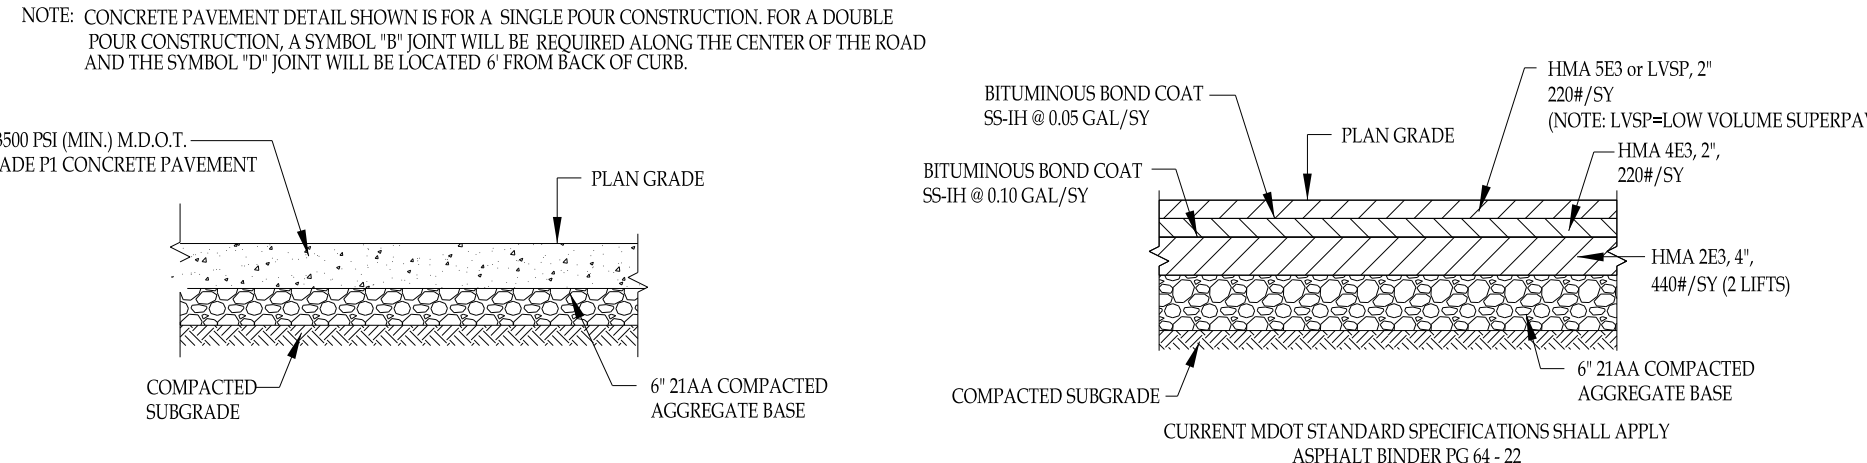 NOTE: CONCRETE PAVEMENT DETAIL SHOWN IS FOR A SINGLE POUR CONSTRUCTION. FOR A DOUBLE
POUR CONSTRUCTION, A SYMBOL "B" JOINT WILL BE REQUIRED ALONG THE CENTER OF THE ROAD
AND THE SYMBOL "D" JOINT WILL BE LOCATED 6' FROM BACK OF CURB.
3500 PSI (MIN.) M.D.O.T.
P1 CONCRETE PAVEMENT
PLAN GRADE
COMPACTED
SUBGRADE
6" 21AA COMPACTED
AGGREGATE BASE
BITUMINOUS BOND COAT
SS-IH @ 0.05 GAL/SY
BITUMINOUS BOND COAT
SS-IH @ 0.10 GAL/SY
PLAN GRADE
HMA 5E3 or LVSP, 2"
220#/SY
(NOTE: LVSP=LOW VOLUME
HMA 4E3, 2",
220#/SY
HMA 2E3, 4",
440#/SY (2 LIFTS)
6" 21AA COMPACTED
AGGREGATE BASE
COMPACTED SUBGRADE
CURRENT MDOT STANDARD SPECIFICATIONS SHALL APPLY
ASPHALT BINDER PG 64 - 22